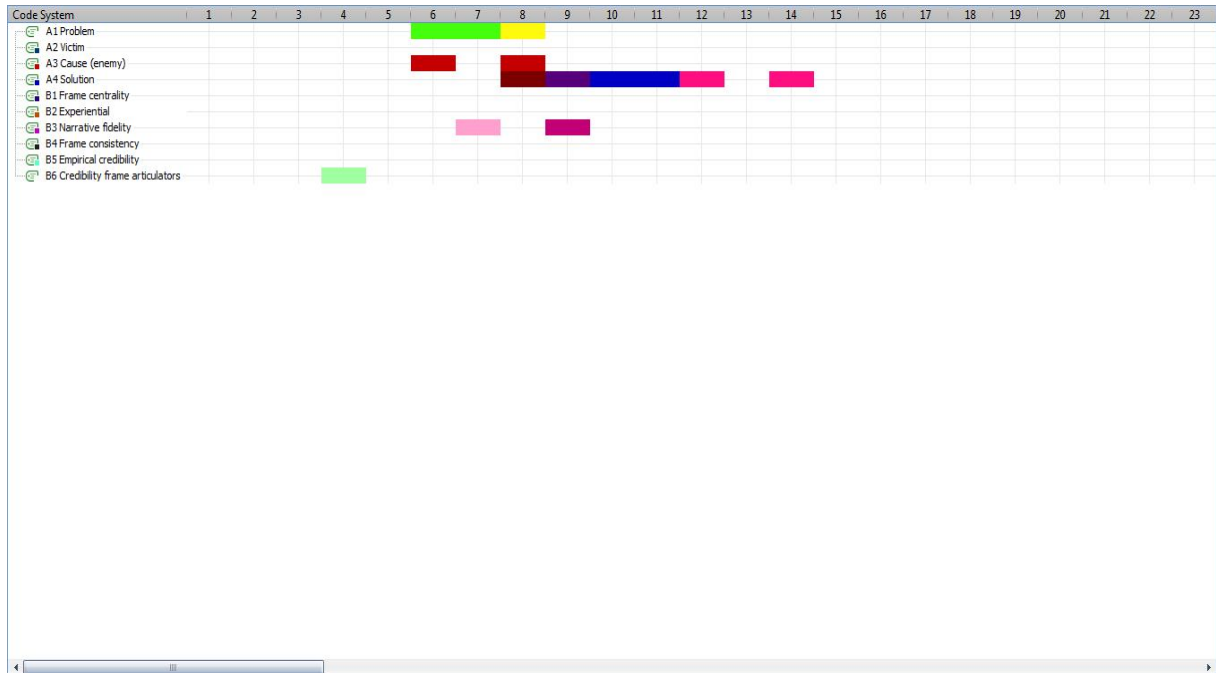 Code System 1 2 3 4 5 6 7 8 9 10 11 12 13 14 15 16 17 18 19 20 21 22 23
A1 Problem
A2 Victim
A3 Cause (enemy)
A4 Solution
B1 Frame centrality
B2 Experiential
B3 Narrative fidelity
B4 Frame consistency
B5 Empirical credibility
B6 Credibility frame articulators